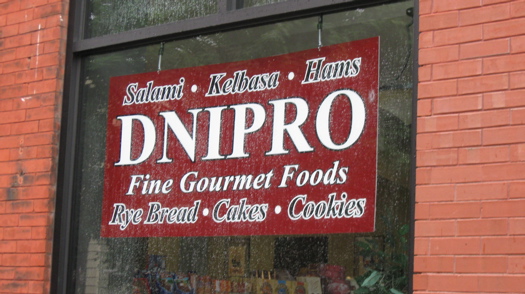 Salami • Kelbasa • Hams
DNIPRO
Fine Gourmet Foods
Rye Bread • Cakes • Cookies